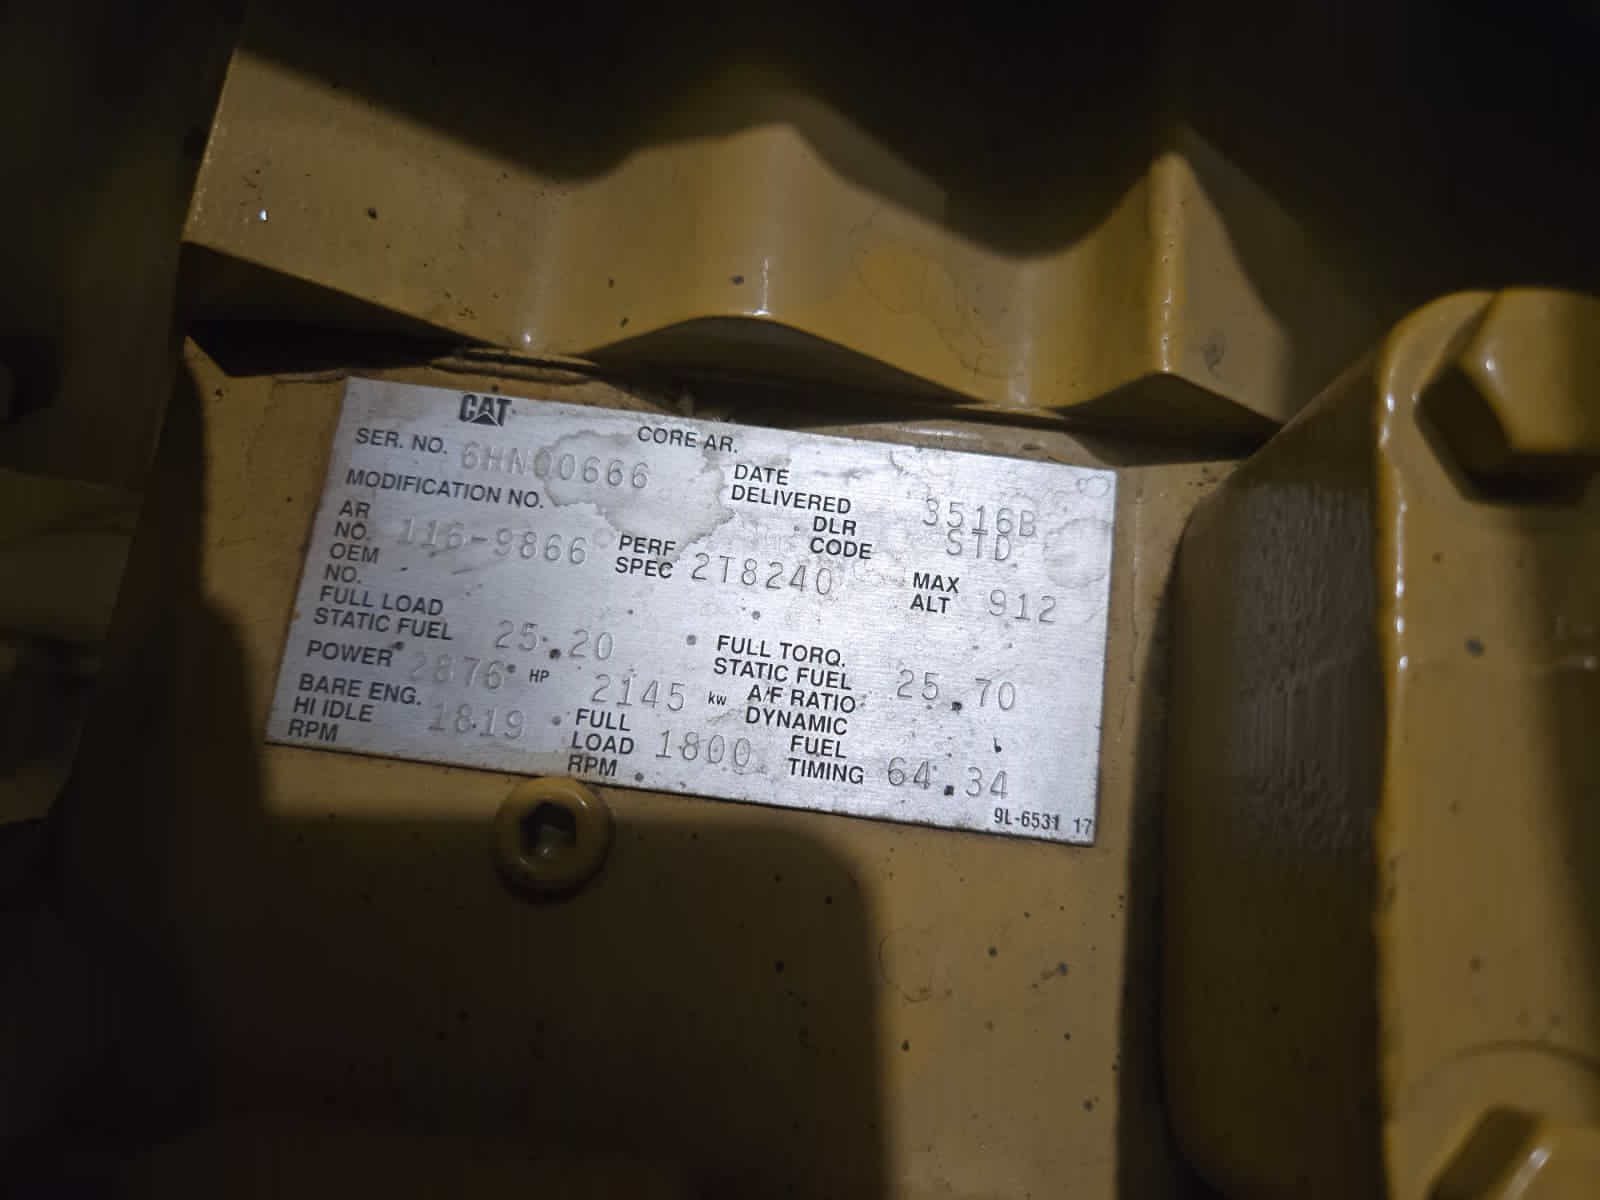 CAT
CORE AR.
SER. NO. 6HN00666
DATE DELIVERED
3516B
MODIFICATION NO.
DLR CODE
STD
AR NO. 116-9866
PERF SPEC 2T8240
MAX ALT 912
OEM NO.
FULL LOAD STATIC FUEL 25.20
FULL TORQ. STATIC FUEL 25.70
POWER 2876 HP 2145 KW
A/F RATIO DYNAMIC
BARE ENG. HI IDLE RPM 1819
FULL LOAD RPM 1800
FUEL TIMING 64.34
9L-6531 17